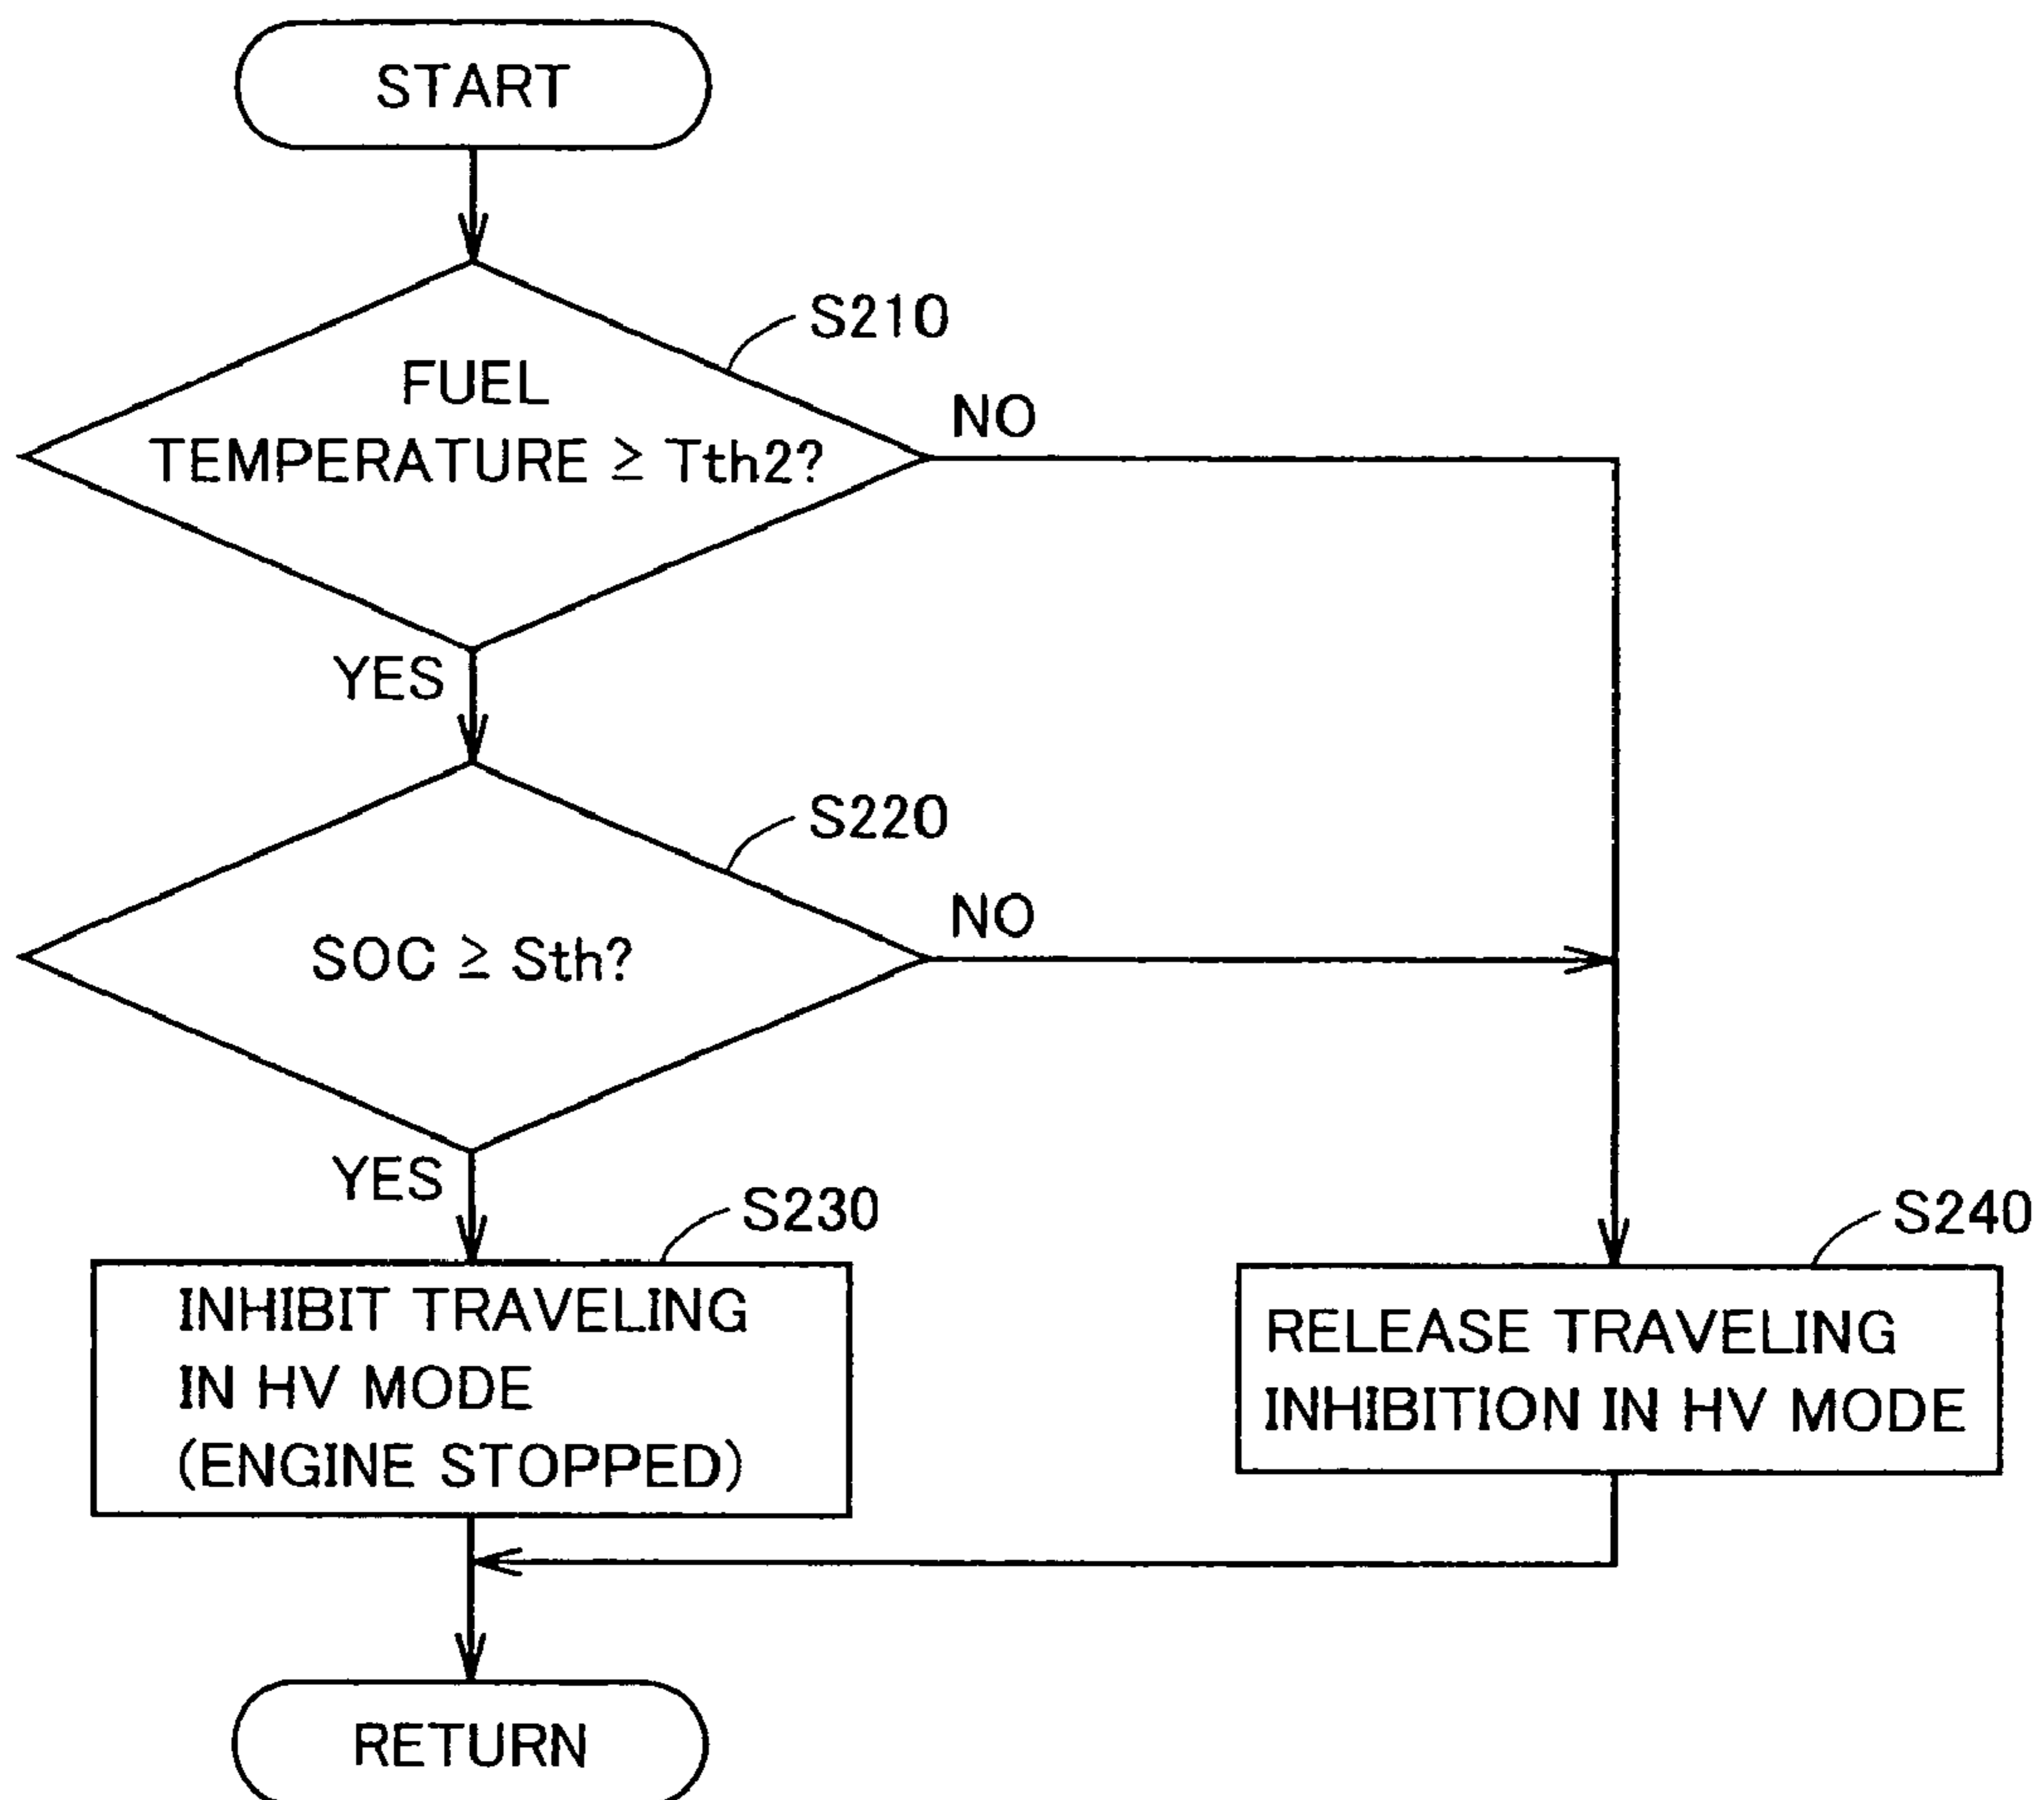 START
S210
FUEL
TEMPERATURE ≥ Tth2?
NO
YES
S220
SOC ≥ Sth?
NO
YES
S230
INHIBIT TRAVELING
IN HV MODE
(ENGINE STOPPED)
S240
RELEASE TRAVELING
INHIBITION IN HV MODE
RETURN